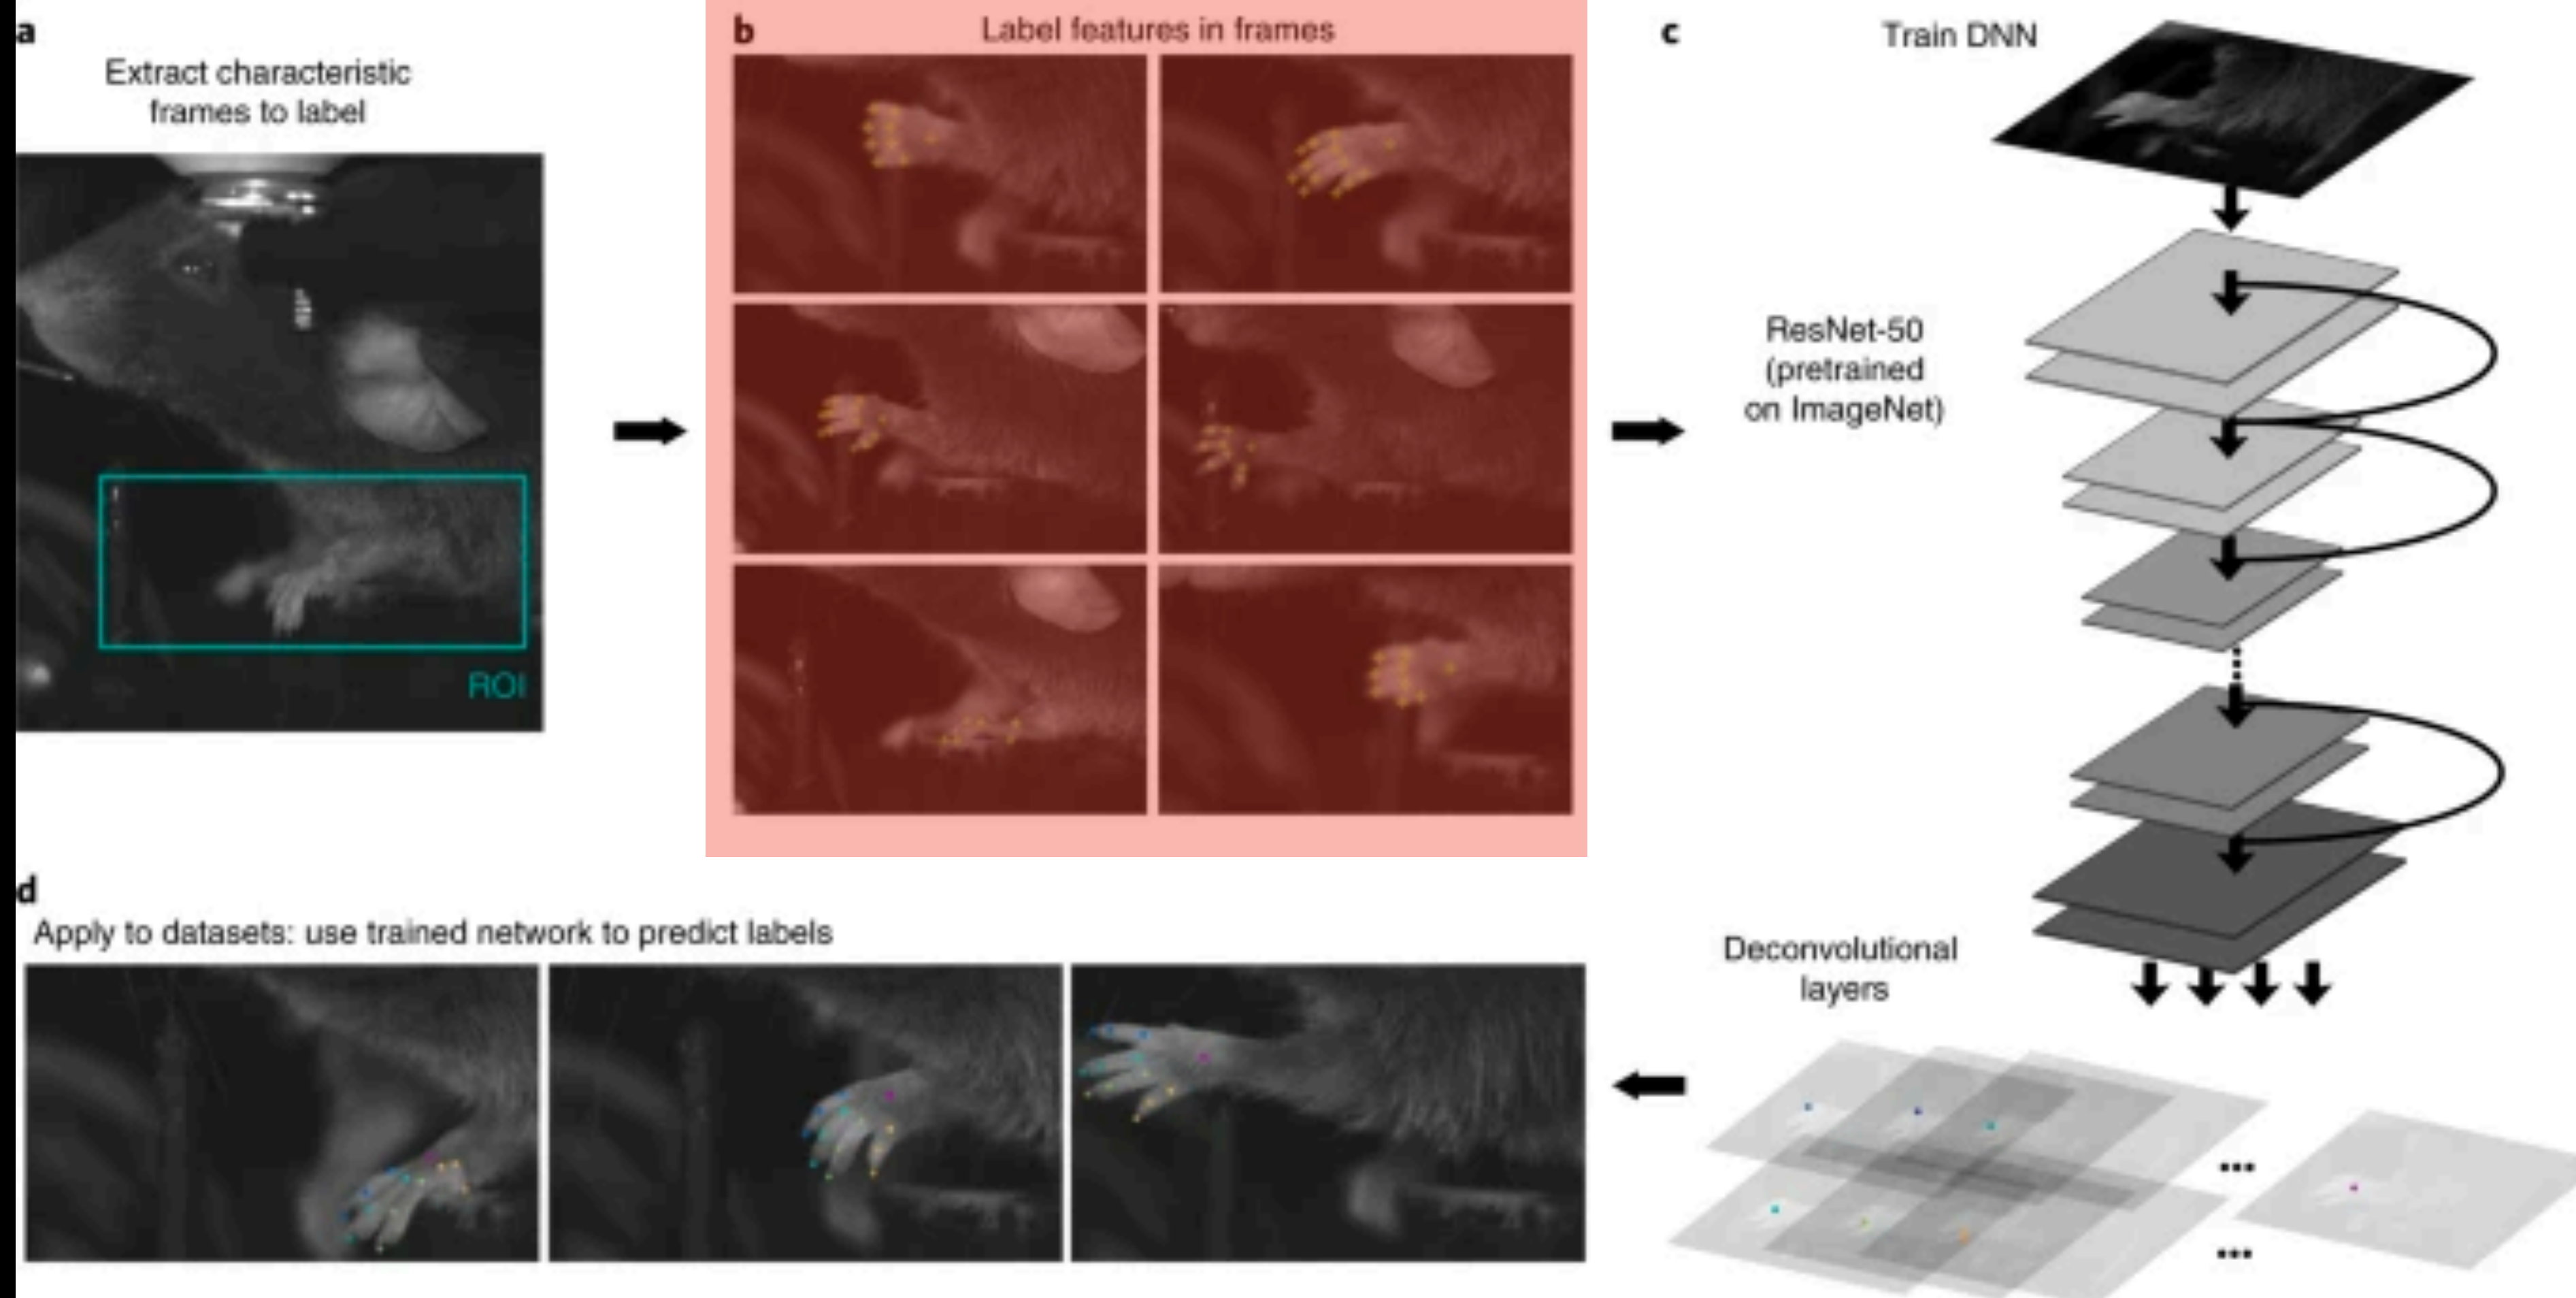 a
Extract characteristic
frames to label
ROI
b
Label features in frames
c
Train DNN
ResNet-50
(pretrained
on ImageNet)
Deconvolutional
layers
...
...
d
Apply to datasets: use trained network to predict labels